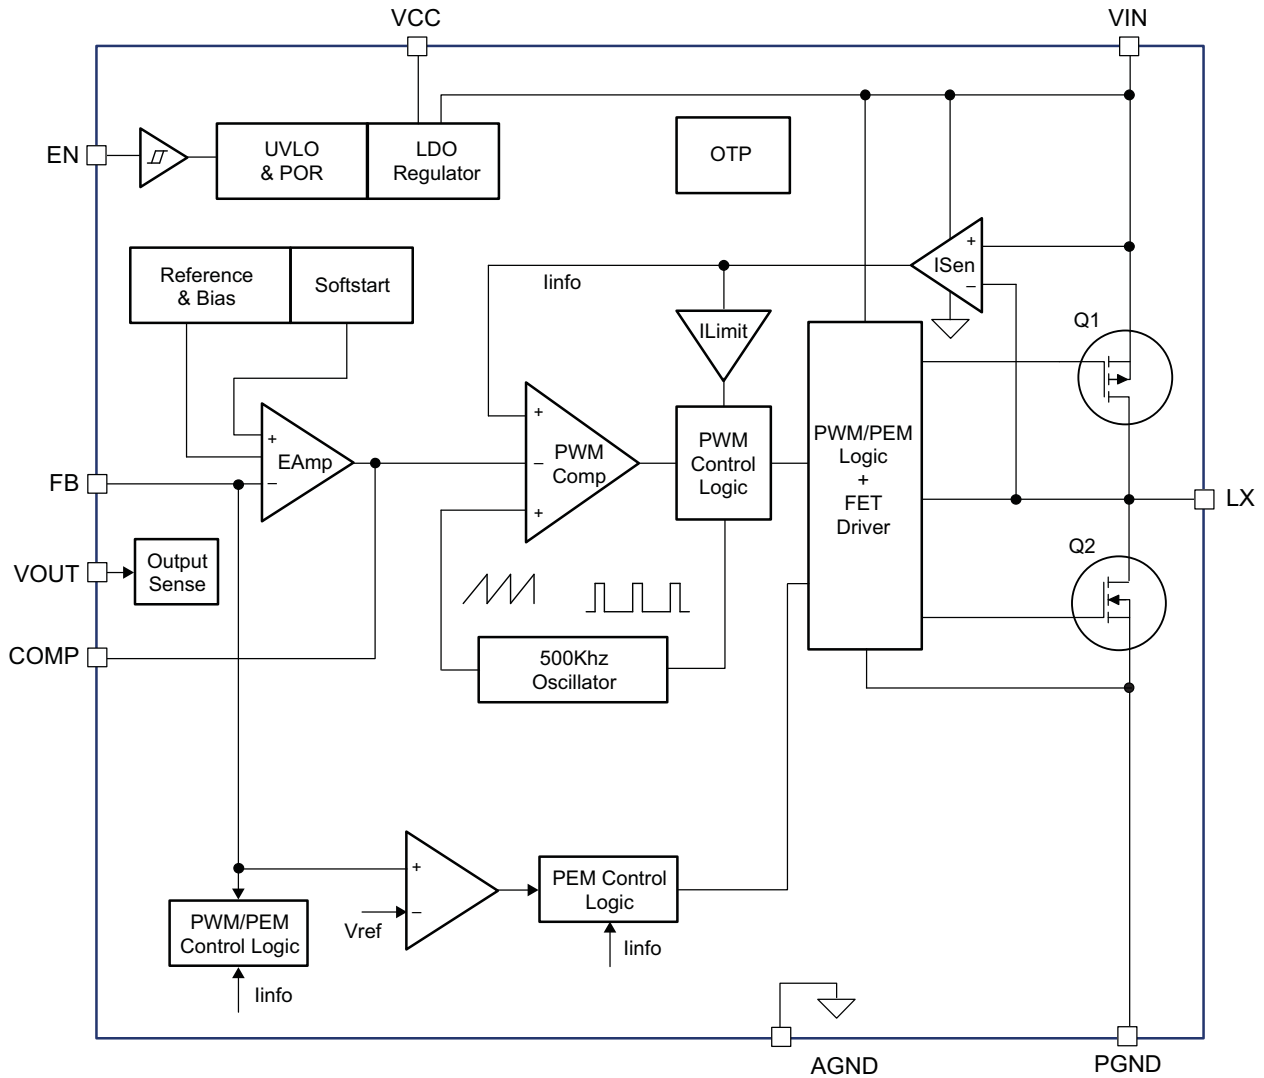 VCC
VIN
EN
UVLO
& POR
LDO
Regulator
OTP
Reference
& Bias
Softstart
Iinfo
+
ISen
−
ILimit
Q1
+
EAmp
−
+
−
+
PWM
Comp
PWM
Control
Logic
PWM/PEM
Logic
+
FET
Driver
FB
LX
Q2
VOUT
Output
Sense
COMP
500Khz
Oscillator
+
−
Vref
PEM Control
Logic
Iinfo
PWM/PEM
Control Logic
Iinfo
AGND
PGND